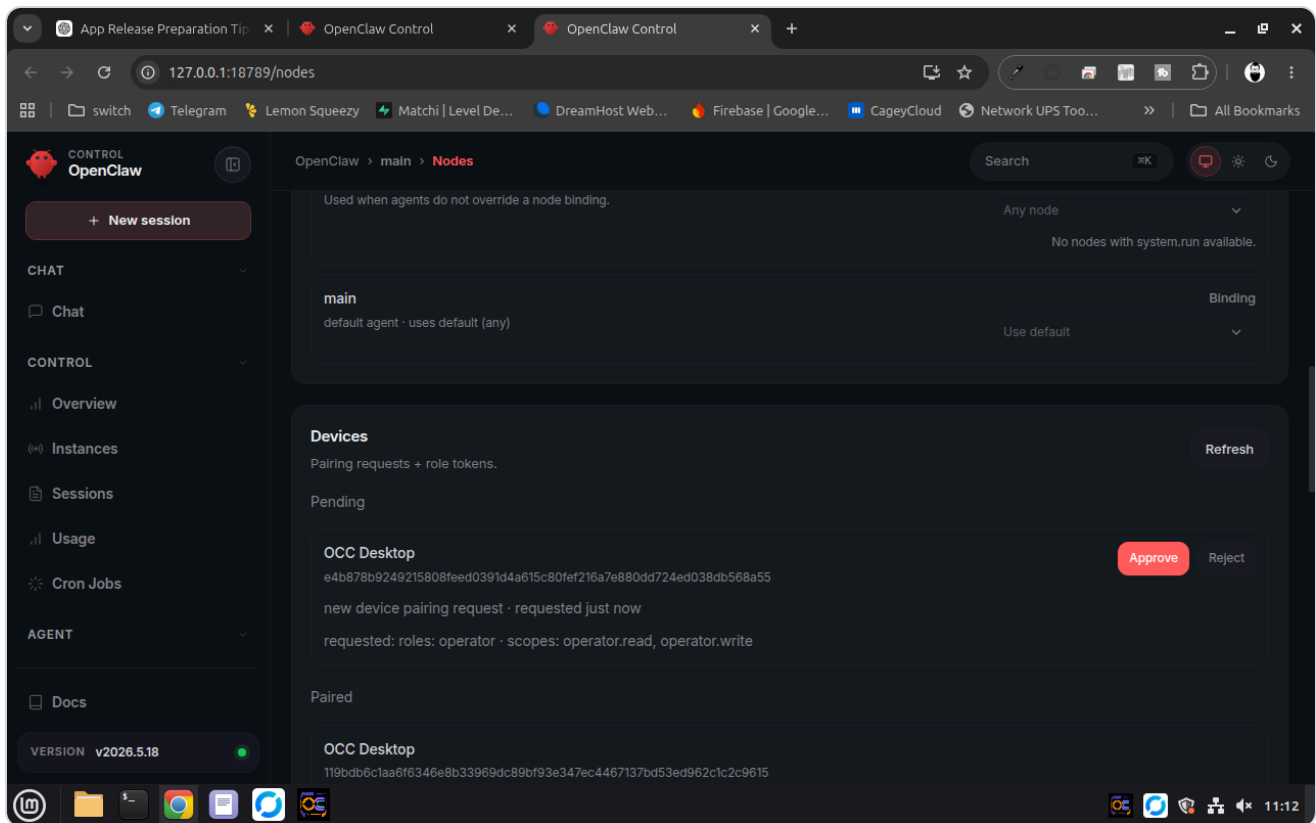 App Release Preparation Tip
OpenClaw Control
OpenClaw Control
127.0.0.1:18789/nodes
switch
Telegram
Lemon Squeezy
Matchi | Level De...
DreamHost Web...
Firebase | Google...
CageyCloud
Network UPS Too...
»
All Bookmarks
CONTROL
OpenClaw
OpenClaw › main › Nodes
Search
⌘K
+ New session
CHAT
Chat
CONTROL
Overview
Instances
Sessions
Usage
Cron Jobs
AGENT
Docs
VERSION v2026.5.18
Used when agents do not override a node binding.
Any node
No nodes with system.run available.
main
Binding
default agent · uses default (any)
Use default
Devices
Refresh
Pairing requests + role tokens.
Pending
OCC Desktop
Approve
Reject
e4b878b9249215808feed0391d4a615c80fef216a7e880dd724ed038db568a55
new device pairing request · requested just now
requested: roles: operator · scopes: operator.read, operator.write
Paired
OCC Desktop
119bdb6c1aa6f6346e8b33969dc89bf93e347ec4467137bd53ed962c1c2c9615
11:12